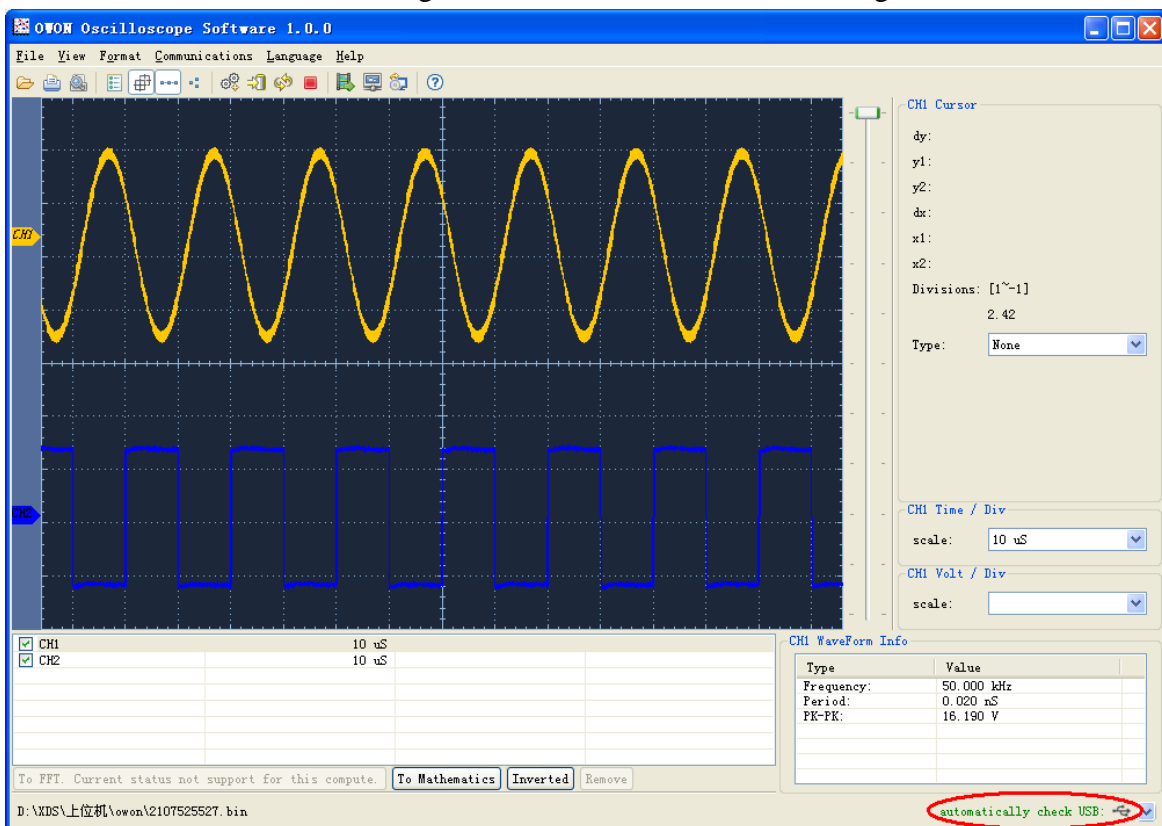 OWON Oscilloscope Software 1.0.0
File View Format Communications Language Help
CH1 Cursor
dy:
y1:
y2:
dx:
x1:
x2:
Divisions: [1~-1]
2.42
Type: None
CH1
CH2
CH1 Time / Div
scale: 10 uS
CH1 Volt / Div
scale:
CH1 10 uS
CH2 10 uS
CH1 WaveForm Info
Type Value
Frequency: 50.000 kHz
Period: 0.020 mS
PK-PK: 16.190 V
To FFT. Current status not support for this compute. To Mathematics Inverted Remove
D:\XDS\上位机\owon\2107525527.bin
automatically check USB: